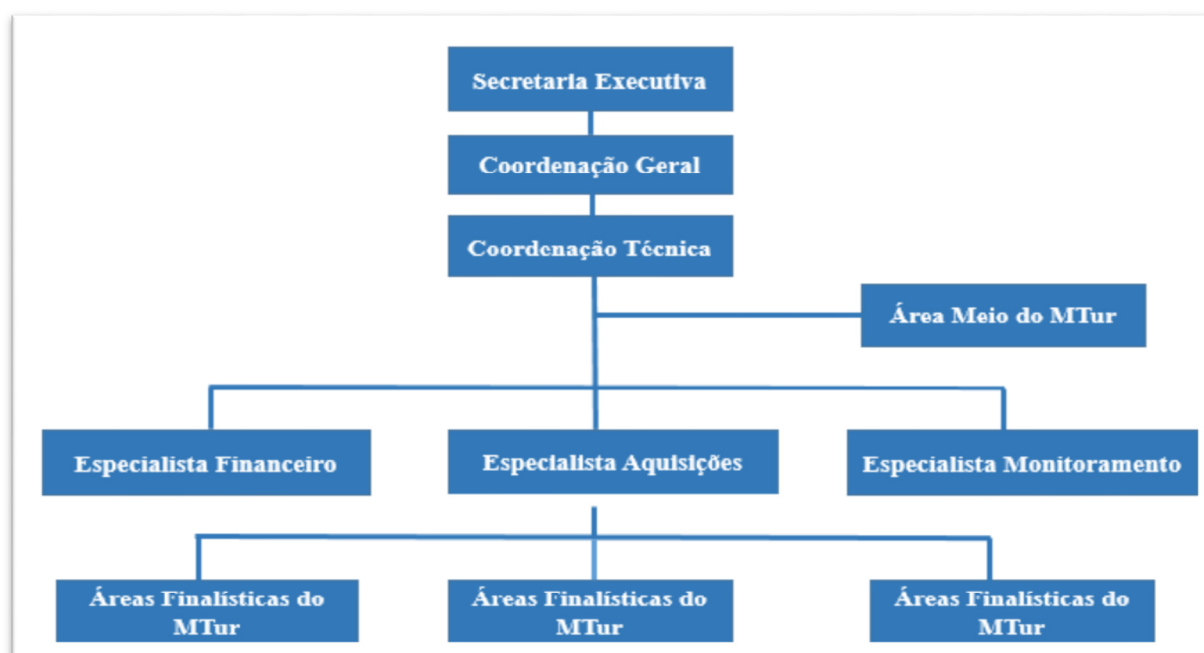 Secretaria Executiva
Coordenação Geral
Coordenação Técnica
Área Meio do MTur
Especialista Financeiro
Especialista Aquisições
Especialista Monitoramento
Áreas Finalísticas do
MTur
Áreas Finalísticas do
MTur
Áreas Finalísticas do
MTur